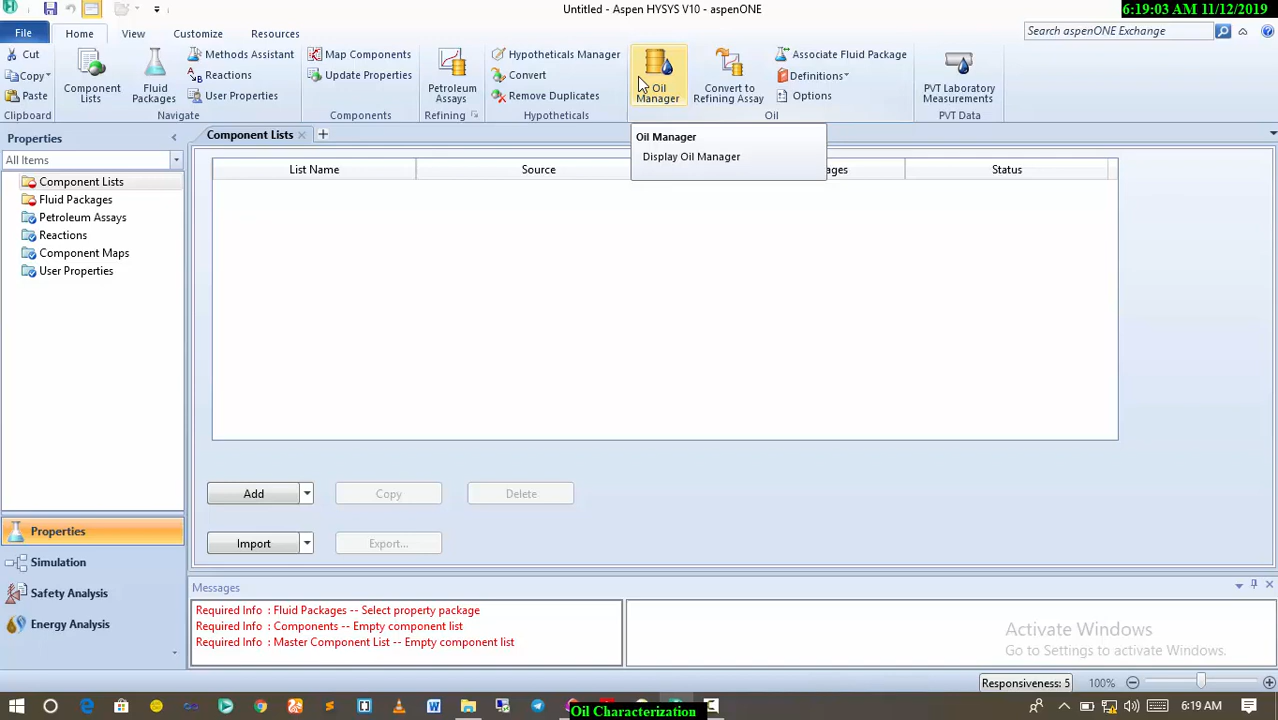 Untitled - Aspen HYSYS V10 - aspenONE
6:19:03 AM 11/12/2019
File
Home
View
Customize
Resources
Search aspenONE Exchange
Cut
Copy
Paste
Clipboard
Component Lists
Fluid Packages
Methods Assistant
Reactions
User Properties
Navigate
Map Components
Update Properties
Components
Petroleum Assays
Refining
Hypotheticals Manager
Convert
Remove Duplicates
Hypotheticals
Oil Manager
Convert to Refining Assay
Associate Fluid Package
Definitions
Options
Oil
PVT Laboratory Measurements
PVT Data
Properties
All Items
Component Lists
Fluid Packages
Petroleum Assays
Reactions
Component Maps
User Properties
Properties
Simulation
Safety Analysis
Energy Analysis
Component Lists
Oil Manager
Display Oil Manager
List Name
Source
Status
Add
Copy
Delete
Import
Export...
Messages
Required Info : Fluid Packages -- Select property package
Required Info : Components -- Empty component list
Required Info : Master Component List -- Empty component list
Activate Windows
Go to Settings to activate Windows.
Responsiveness: 5
100%
Oil Characterization
6:19 AM